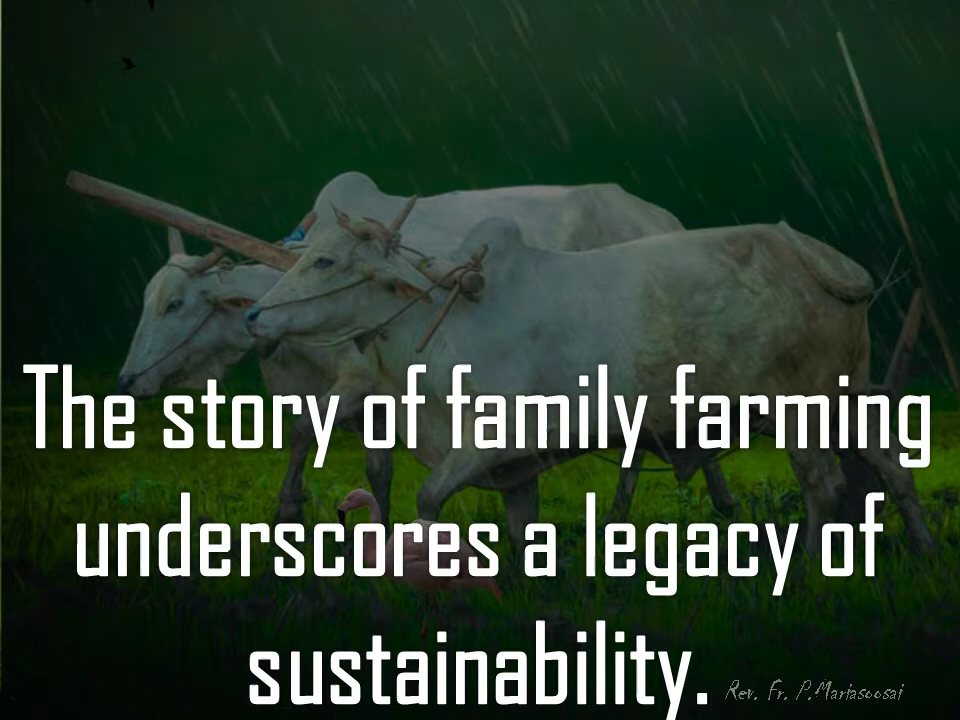 The story of family farming
underscores a legacy of
sustainability.
Rev. Fr. P.Mariasoosai